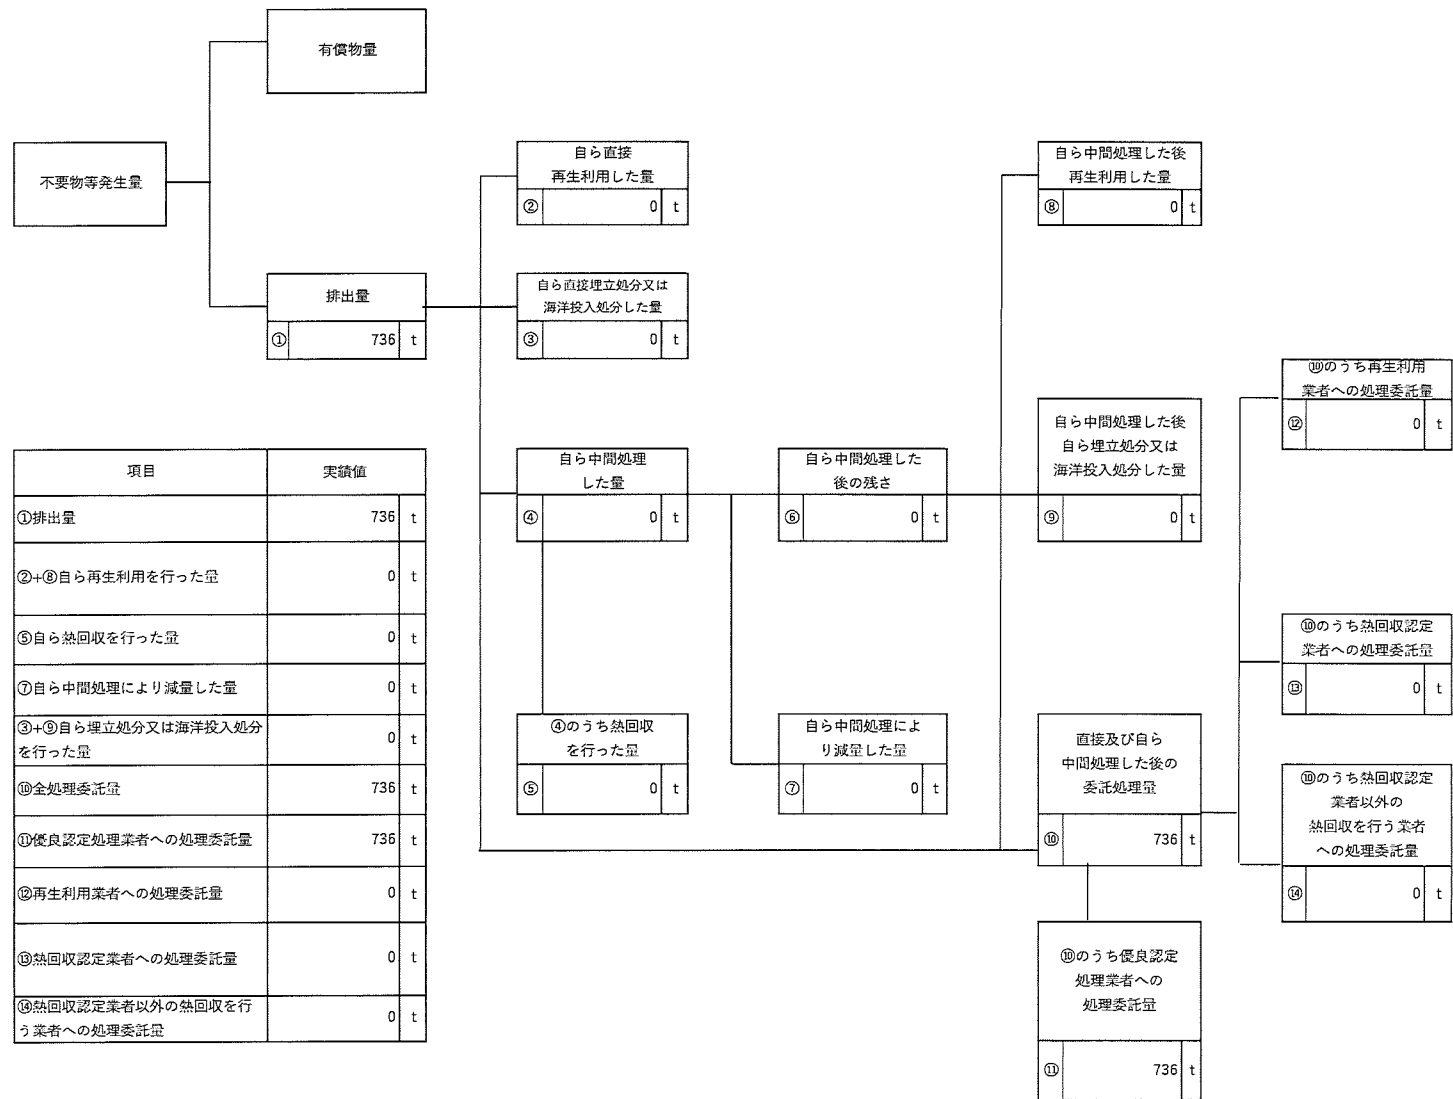 有償物量
不要物等発生量
自ら直接
再生利用した量
② 0 t
自ら中間処理した後
再生利用した量
⑧ 0 t
排出量
① 736 t
自ら直接埋立処分又は
海洋投入処分した量
③ 0 t
⑩のうち再生利用
業者への処理委託量
⑫ 0 t
自ら中間処理
した量
④ 0 t
自ら中間処理した
後の残さ
⑥ 0 t
自ら中間処理した後
自ら埋立処分又は
海洋投入処分した量
⑨ 0 t
⑩のうち熱回収認定
業者への処理委託量
⑬ 0 t
④のうち熱回収
を行った量
⑤ 0 t
自ら中間処理によ
り減量した量
⑦ 0 t
直接及び自ら
中間処理した後の
委託処理量
⑩ 736 t
⑩のうち熱回収認定
業者以外の
熱回収を行う業者
への処理委託量
⑭ 0 t
⑩のうち優良認定
処理業者への
処理委託量
⑪ 736 t
項目 実績値
①排出量 736 t
②+⑧自ら再生利用を行った量 0 t
⑤自ら熱回収を行った量 0 t
⑦自ら中間処理により減量した量 0 t
③+⑨自ら埋立処分又は海洋投入処分
を行った量 0 t
⑩全処理委託量 736 t
⑪優良認定処理業者への処理委託量 736 t
⑫再生利用業者への処理委託量 0 t
⑬熱回収認定業者への処理委託量 0 t
⑭熱回収認定業者以外の熱回収を行
う業者への処理委託量 0 t